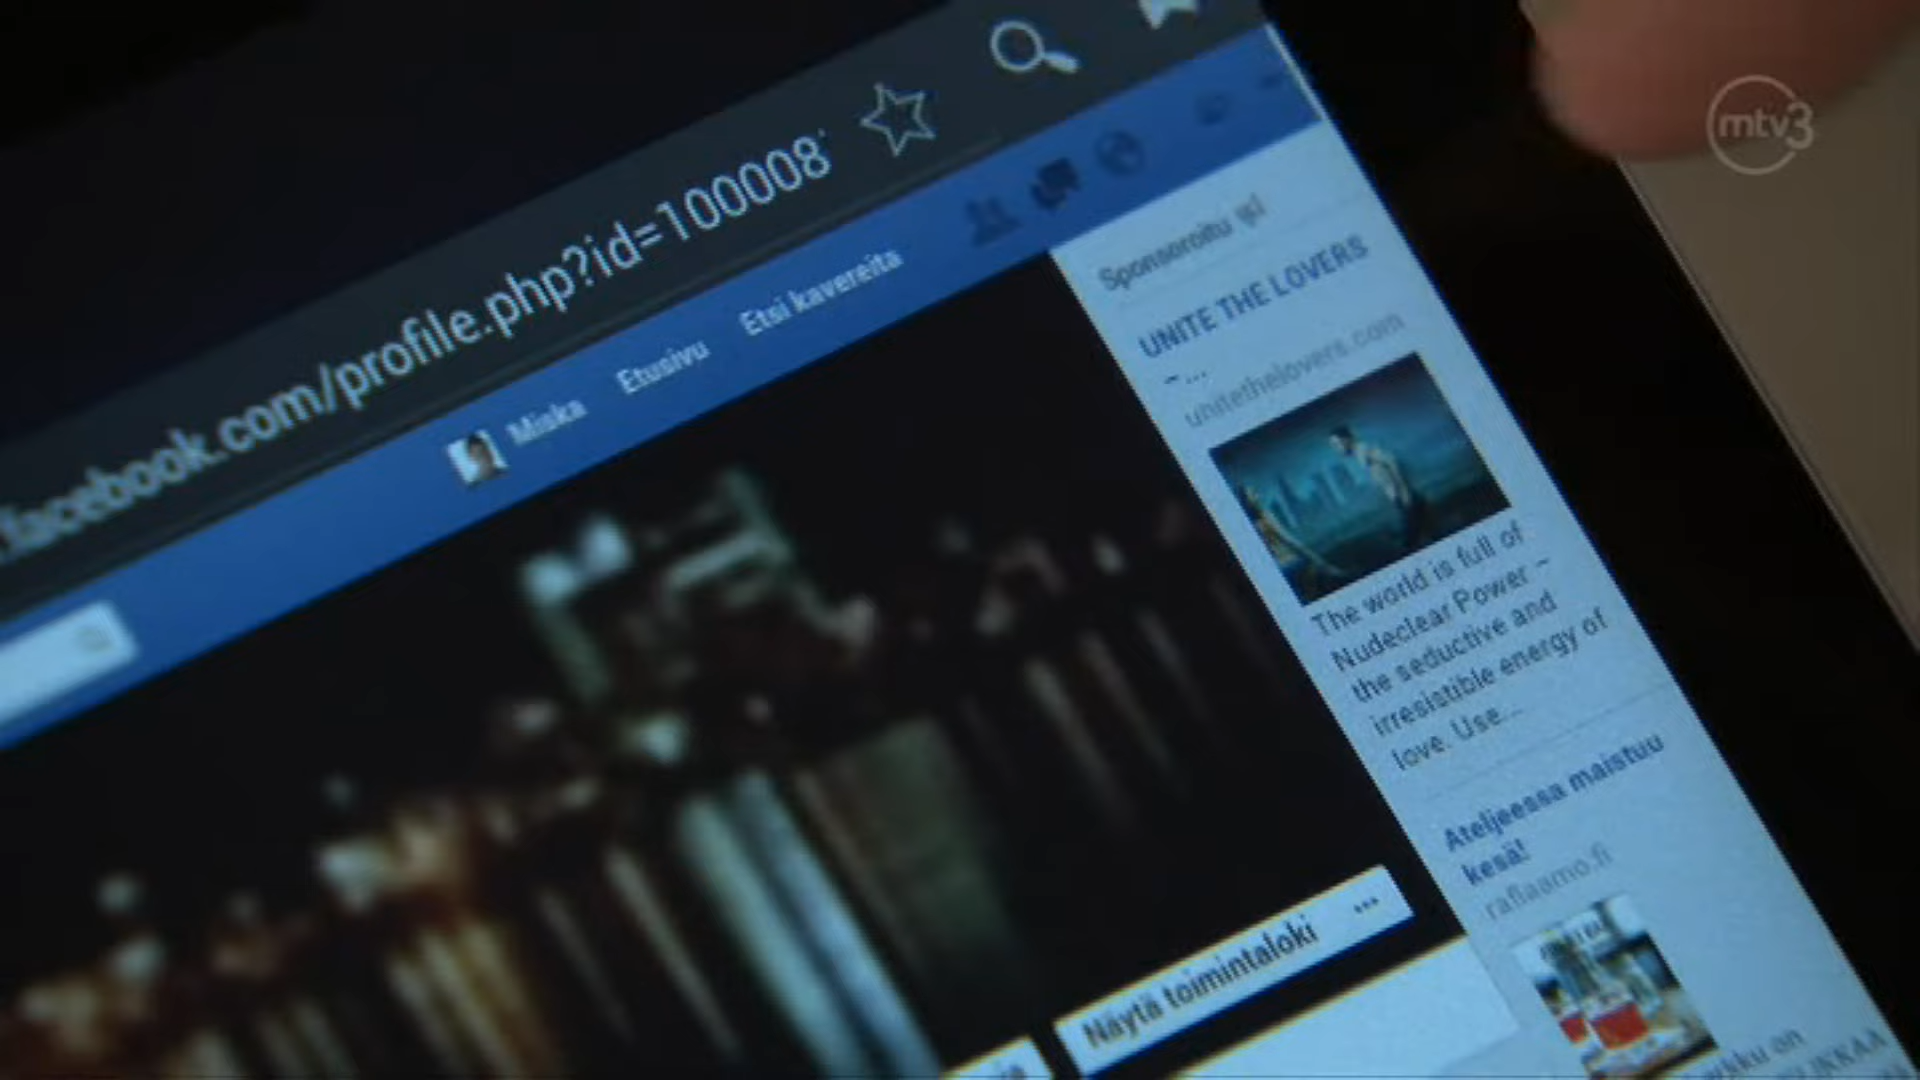 mtv3
facebook.com/profile.php?id=100008
Miska Etusivu Etsi kavereita
Sponsoroitu
UNITE THE LOVERS
-...
unitethelovers.com
The world is full of
Nudeclear Power -
the seductive and
irresistible energy of
love. Use...
Ateljeessa maistuu
kesä!
raflaamo.fi
Näytä toimintaloki ...